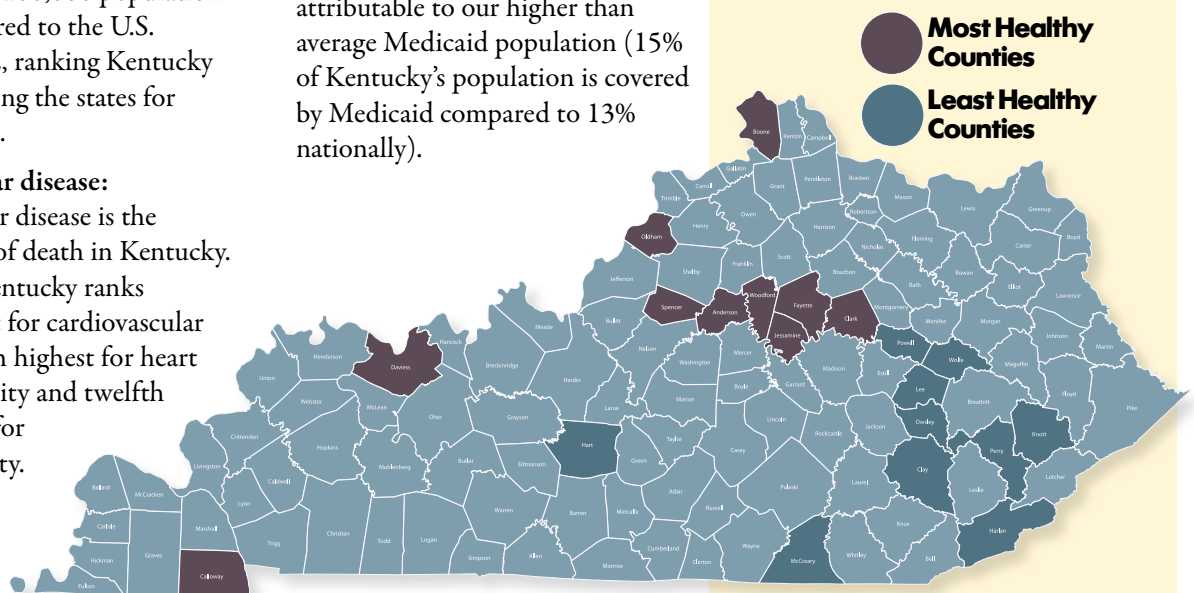 100,000 population
red to the U.S.
, ranking Kentucky
ng the states for
.
ar disease:
r disease is the
of death in Kentucky.
entucky ranks
t for cardiovascular
h highest for heart
ity and twelfth
for
ty.
attributable to our higher than
average Medicaid population (15%
of Kentucky's population is covered
by Medicaid compared to 13%
nationally).
Most Healthy
Counties
Least Healthy
Counties
Boone
Kenton
Campbell
Gallatin
Carroll
Trimble
Grant
Pendleton
Bracken
Mason
Robertson
Lewis
Greenup
Boyd
Carter
Oldham
Henry
Owen
Harrison
Nicholas
Fleming
Rowan
Elliot
Lawrence
Jefferson
Shelby
Franklin
Scott
Bourbon
Bath
Spencer
Anderson
Woodford
Fayette
Clark
Montgomery
Menifee
Morgan
Johnson
Martin
Bullitt
Jessamine
Powell
Wolfe
Magoffin
Hancock
Meade
Nelson
Washington
Mercer
Garrard
Madison
Estill
Lee
Floyd
Pike
Henderson
Union
Daviess
Breckinridge
Hardin
Larue
Marion
Boyle
Lincoln
Rockcastle
Jackson
Owsley
Breathitt
Perry
Knott
Webster
McLean
Ohio
Grayson
Hart
Green
Taylor
Casey
Clay
Leslie
Letcher
Crittenden
Hopkins
Muhlenberg
Butler
Edmonson
Adair
Russell
Pulaski
Laurel
Knox
Harlan
Livingston
Caldwell
Lyon
Warren
Barren
Metcalfe
Ballard
McCracken
Carlisle
Marshall
Trigg
Christian
Todd
Logan
Simpson
Allen
Monroe
Cumberland
Clinton
Wayne
McCreary
Whitley
Bell
Hickman
Graves
Fulton
Calloway